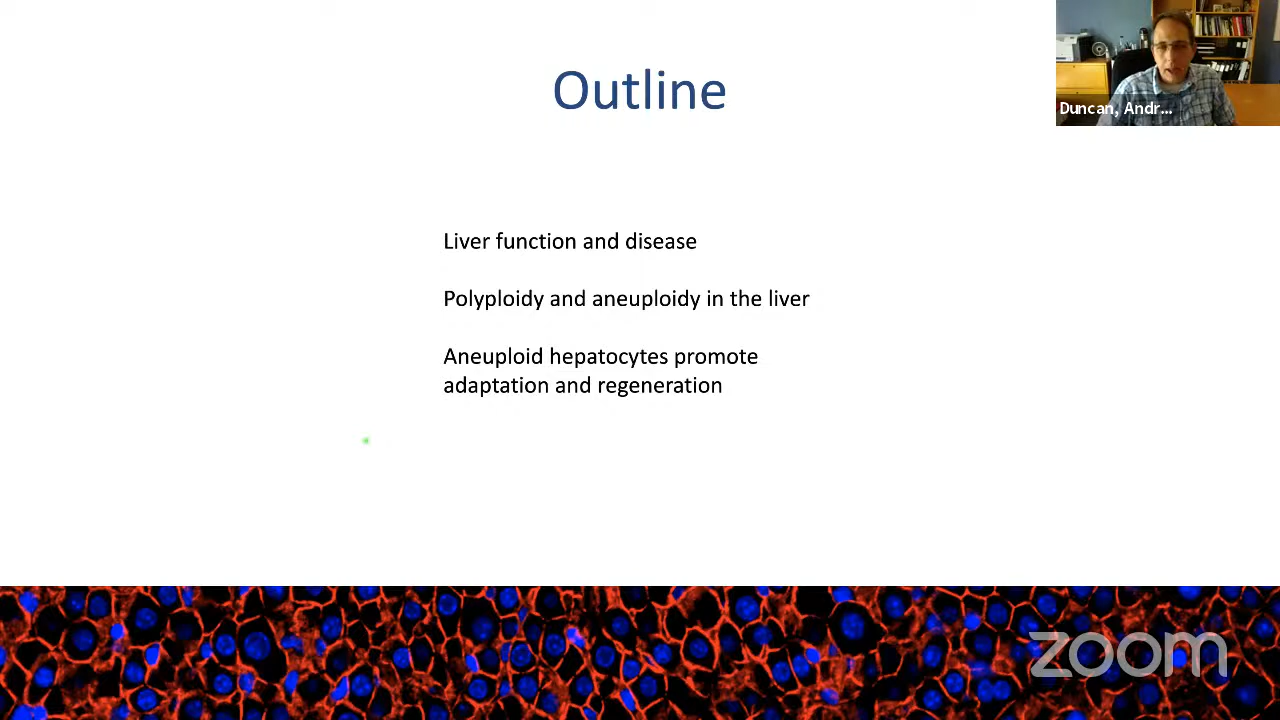 Outline
Duncan, Andr...
Liver function and disease
Polyploidy and aneuploidy in the liver
Aneuploid hepatocytes promote
adaptation and regeneration
zoom